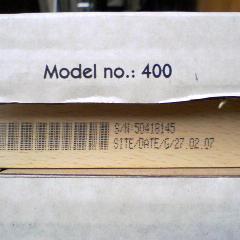 Model no.: 400
S/N:50418145
SITE/DATE/G/27.02.07